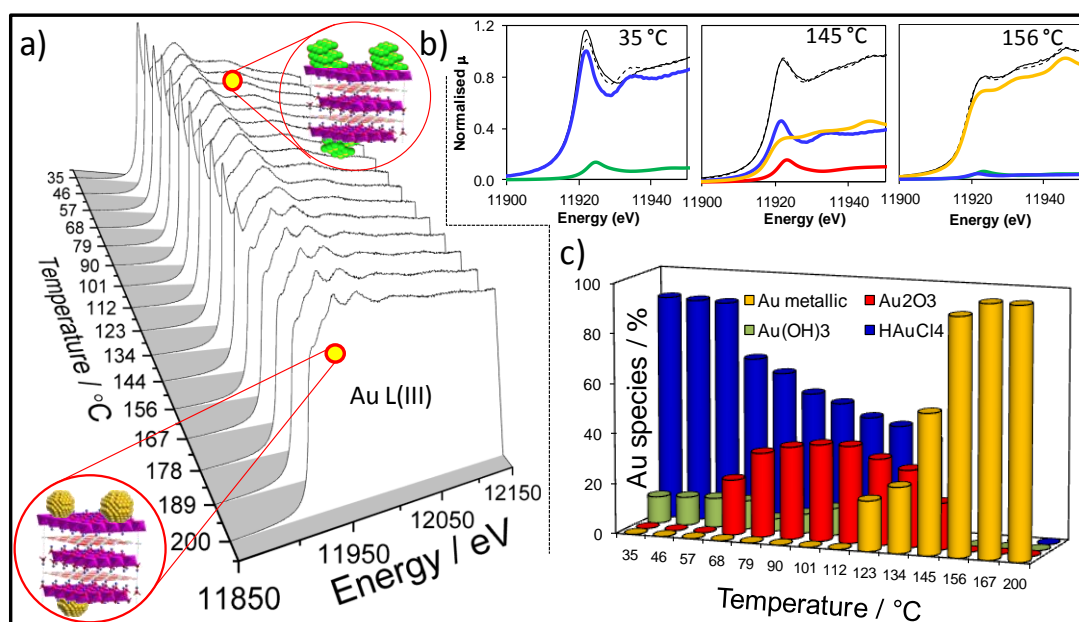 a)
35
46
57
68
79
90
101
112
123
134
144
156
167
178
189
200
Temperature / °C
11850
11950
12050
12150
Energy / eV
Au L(III)
b)
Normalised μ
1.2
0.8
0.4
0.0
35 °C
145 °C
156 °C
11900 11920 11940
11900 11920 11940
11900 11920 11940
Energy (eV) Energy (eV) Energy (eV)
c)
Au species / %
100
80
60
40
20
0
Au metallic Au2O3
Au(OH)3 HAuCl4
35 46 57 68 79 90 101 112 123 134 145 156 167 200
Temperature / °C